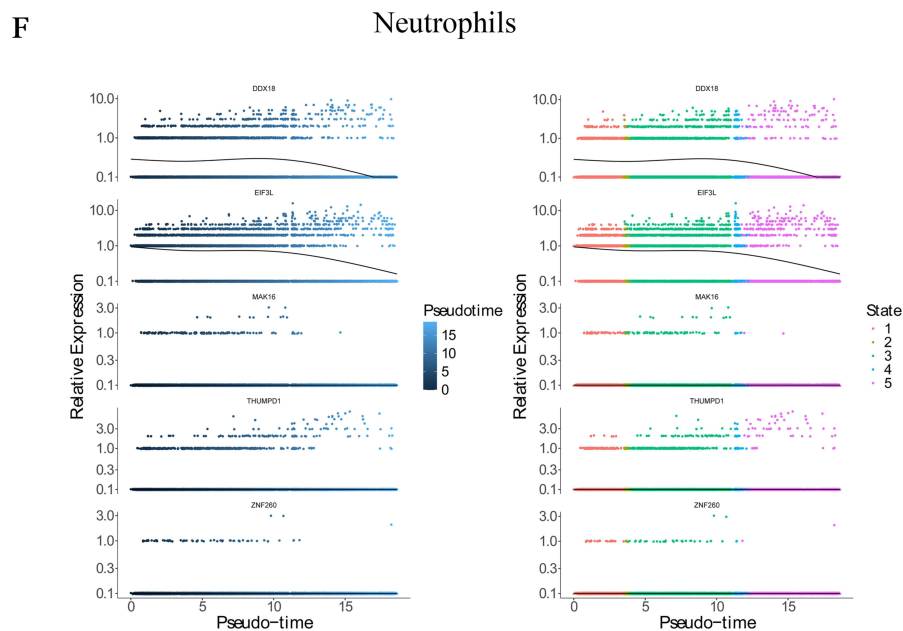 F
Neutrophils
DDX18
10.0
1.0
0.1
EIF3L
10.0
1.0
0.1
MAK16
3.0
1.0
0.3
0.1
THUMPD1
3.0
1.0
0.3
0.1
ZNF260
3.0
1.0
0.3
0.1
0 5 10 15
Pseudo-time
Relative Expression
Pseudotime
15
10
5
0
DDX18
10.0
1.0
0.1
EIF3L
10.0
1.0
0.1
MAK16
3.0
1.0
0.3
0.1
THUMPD1
3.0
1.0
0.3
0.1
ZNF260
3.0
1.0
0.3
0.1
0 5 10 15
Pseudo-time
Relative Expression
State
1
2
3
4
5